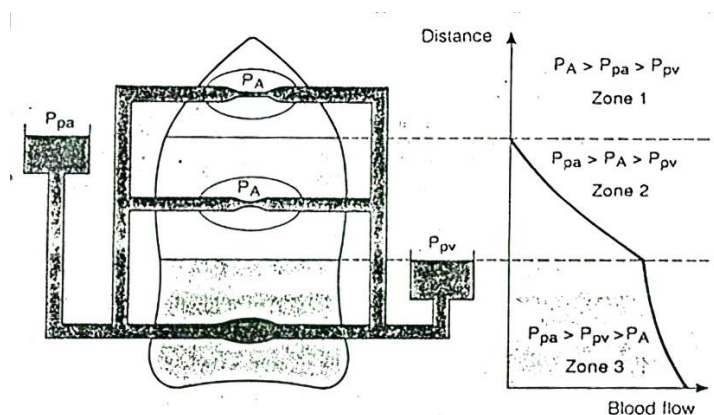 P_pa
P_A
P_A
P_pv
Distance
P_A > P_pa > P_pv
Zone 1
P_pa > P_A > P_pv
Zone 2
P_pa > P_pv > P_A
Zone 3
Blood flow